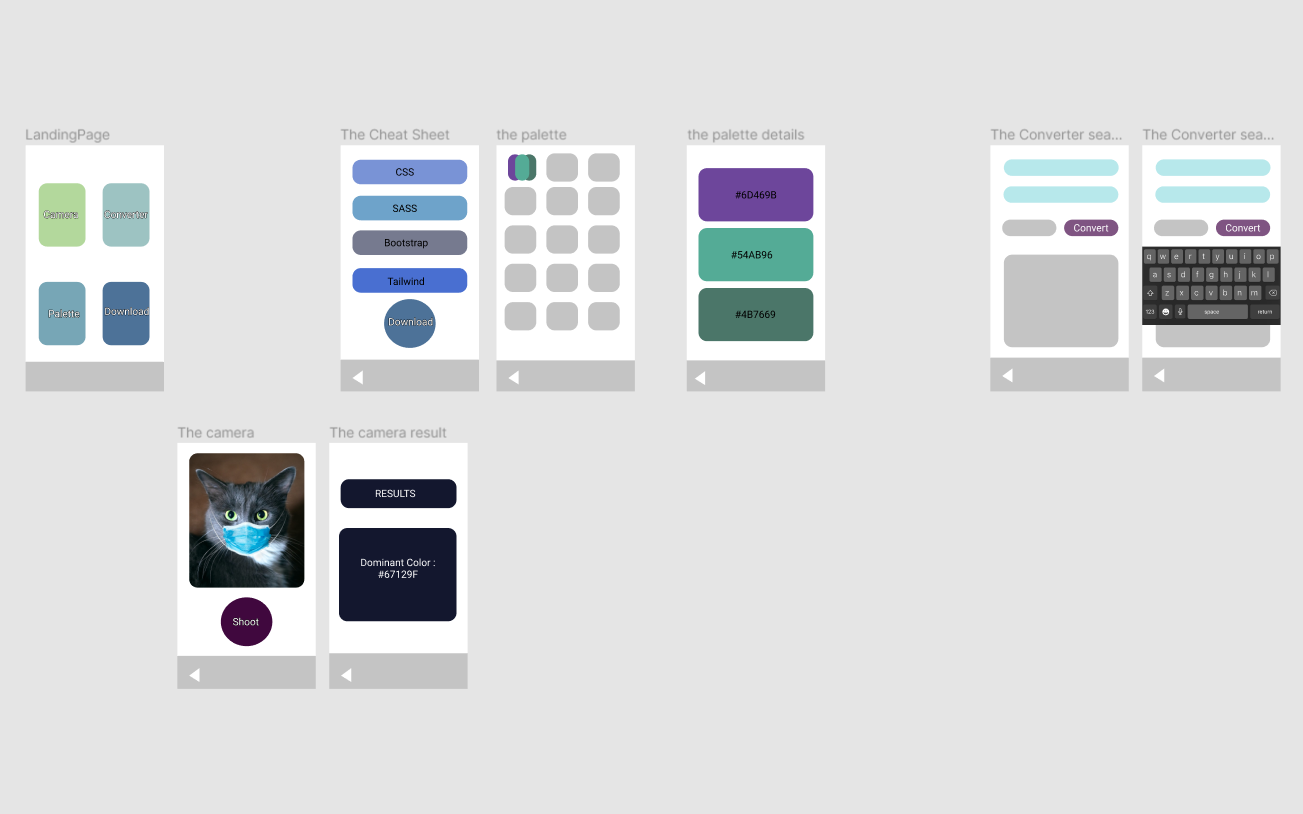 LandingPage
Camera
Converter
Palette
Download
The Cheat Sheet
CSS
SASS
Bootstrap
Tailwind
Download
the palette
the palette details
#6D469B
#54AB96
#4B7669
The Converter sea...
Convert
The Converter sea...
Convert
q w e r t y u i o p
a s d f g h j k l
z x c v b n m
123 space return
The camera
Shoot
The camera result
RESULTS
Dominant Color :
#67129F